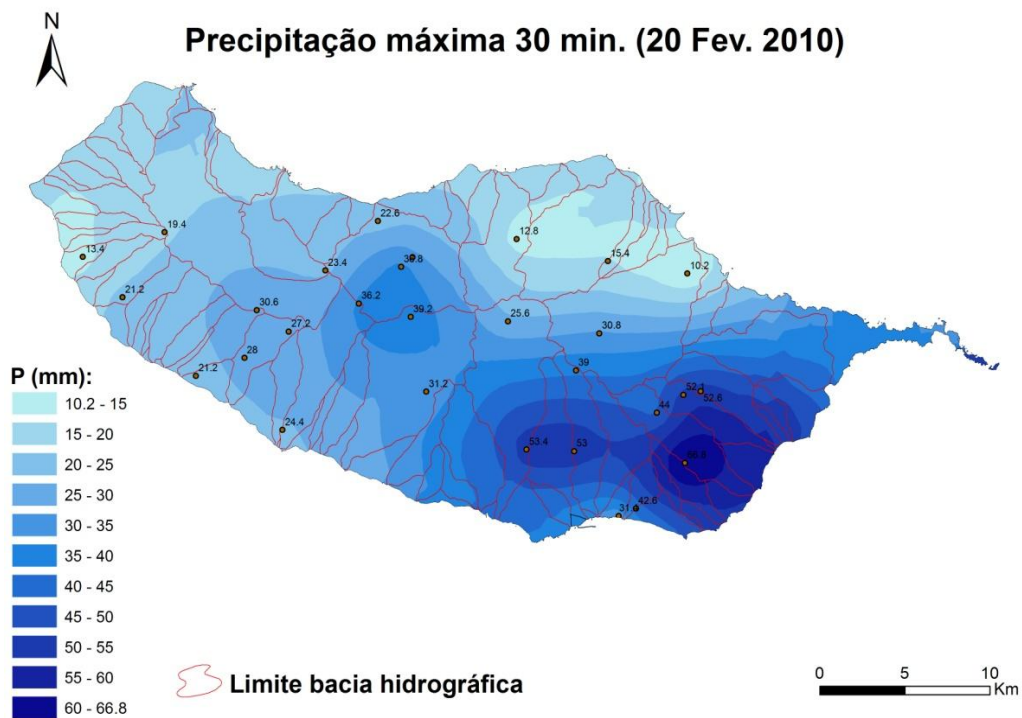 N
Precipitação máxima 30 min. (20 Fev. 2010)
22.6
19.4
12.8
13.4
15.4
23.4
10.2
21.2
36.2
30.6
39.2
25.6
27.2
30.8
28
39
21.2
31.2
52.1
52.6
44
24.4
53.4
53
66.8
42.6
P (mm):
10.2 - 15
15 - 20
20 - 25
25 - 30
30 - 35
35 - 40
40 - 45
45 - 50
50 - 55
55 - 60
60 - 66.8
Limite bacia hidrográfica
0 5 10
Km